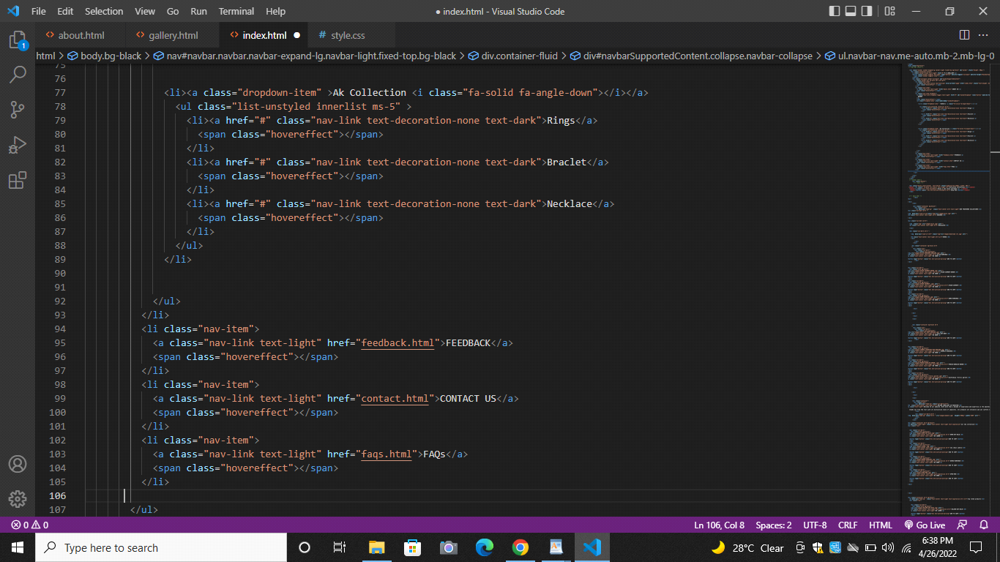 File Edit Selection View Go Run Terminal Help ● index.html - Visual Studio Code
about.html gallery.html index.html ● # style.css
html > body.bg-black > nav#navbar.navbar.navbar-expand-lg.navbar-light.fixed-top.bg-black > div.container-fluid > div#navbarSupportedContent.collapse.navbar-collapse > ul.navbar-nav.me-auto.mb-2.mb-lg-0
1
75
76
77 <li><a class="dropdown-item" >Ak Collection <i class="fa-solid fa-angle-down"></i></a>
78 <ul class="list-unstyled innerlist ms-5" >
79 <li><a href="#" class="nav-link text-decoration-none text-dark">Rings</a>
80 <span class="hovereffect"></span>
81 </li>
82 <li><a href="#" class="nav-link text-decoration-none text-dark">Braclet</a>
83 <span class="hovereffect"></span>
84 </li>
85 <li><a href="#" class="nav-link text-decoration-none text-dark">Necklace</a>
86 <span class="hovereffect"></span>
87 </li>
88 </ul>
89 </li>
90
91
92 </ul>
93 </li>
94 <li class="nav-item">
95 <a class="nav-link text-light" href="feedback.html">FEEDBACK</a>
96 <span class="hovereffect"></span>
97 </li>
98 <li class="nav-item">
99 <a class="nav-link text-light" href="contact.html">CONTACT US</a>
100 <span class="hovereffect"></span>
101 </li>
102 <li class="nav-item">
103 <a class="nav-link text-light" href="faqs.html">FAQs</a>
104 <span class="hovereffect"></span>
105 </li>
106
107 </ul>
0 0 Ln 106, Col 8 Spaces: 2 UTF-8 CRLF HTML Go Live
Type here to search 28°C Clear 6:38 PM
4/26/2022